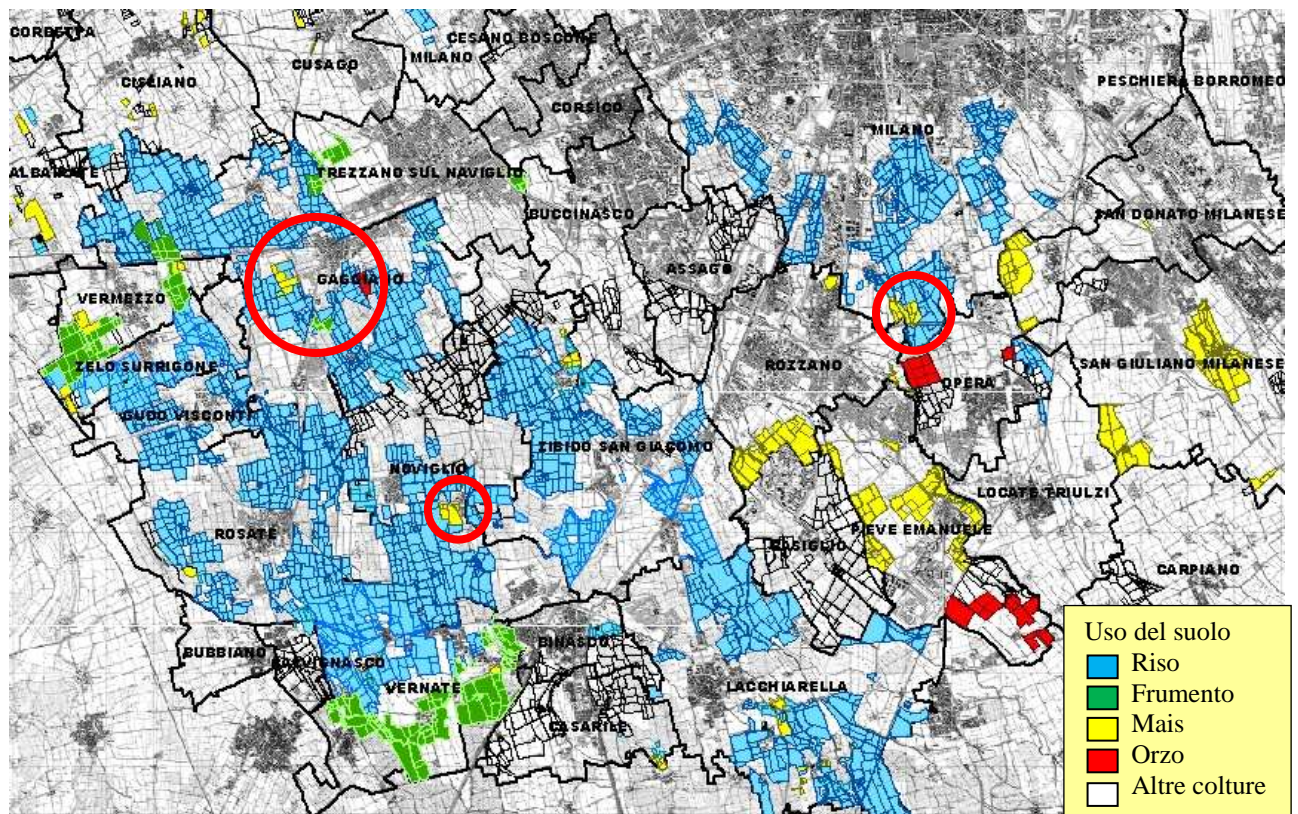 CORBETTA
CESANO BOSCONE
MILANO
CUSAGO
CISLIANO
PESCHIERA BORROMEO
CORSICO
MILANO
ALBAIRATE
TREZZANO SUL NAVIGLIO
BUCCINASCO
SAN DONATO MILANESE
ASSAGO
GAGGIANO
VERMEZZO
ZELO SURRIGONE
ROZZANO
OPERA
SAN GIULIANO MILANESE
GUDO VISCONTI
ZIBIDO SAN GIACOMO
NOVIGLIO
LOCATE TRIULZI
PIEVE EMANUELE
ROSATE
BASIGLIO
CARPIANO
BINASCO
BUBBIANO
CALVIGNASCO
VERNATE
LACCHIARELLA
CASARILE
Uso del suolo
Riso
Frumento
Mais
Orzo
Altre colture